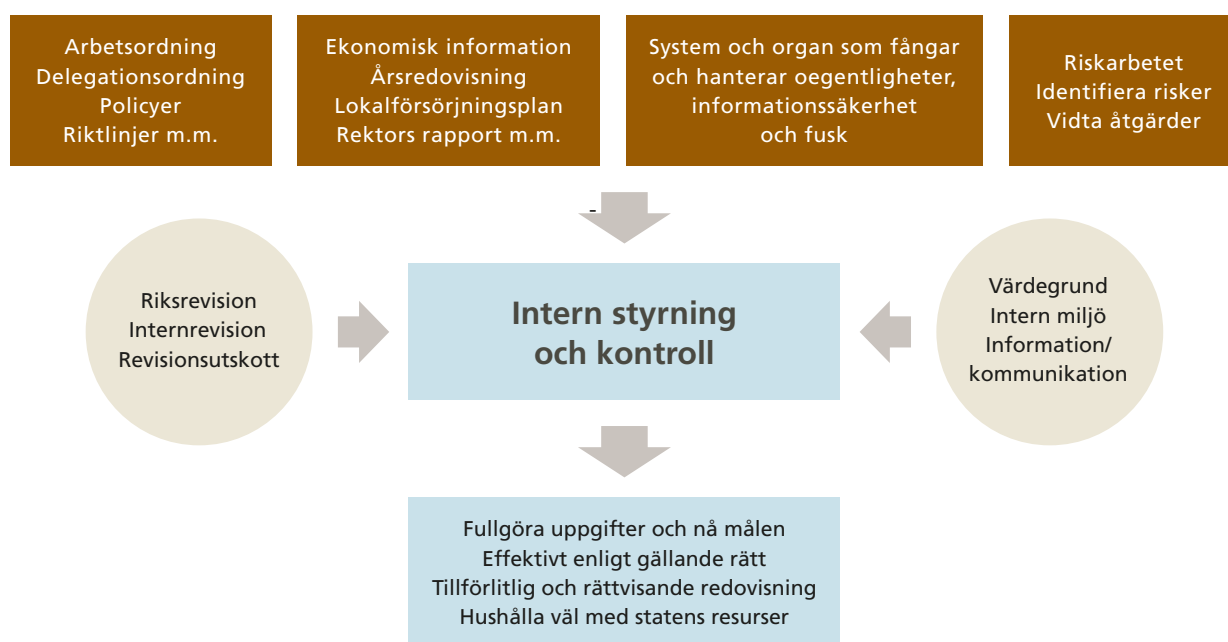 Arbetsordning
Delegationsordning
Policyer
Riktlinjer m.m.
Ekonomisk information
Årsredovisning
Lokalförsörjningsplan
Rektors rapport m.m.
System och organ som fångar
och hanterar oegentligheter,
informationssäkerhet
och fusk
Riskarbetet
Identifiera risker
Vidta åtgärder
-
Riksrevision
Internrevision
Revisionsutskott
Intern styrning
och kontroll
Värdegrund
Intern miljö
Information/
kommunikation
Fullgöra uppgifter och nå målen
Effektivt enligt gällande rätt
Tillförlitlig och rättvisande redovisning
Hushålla väl med statens resurser